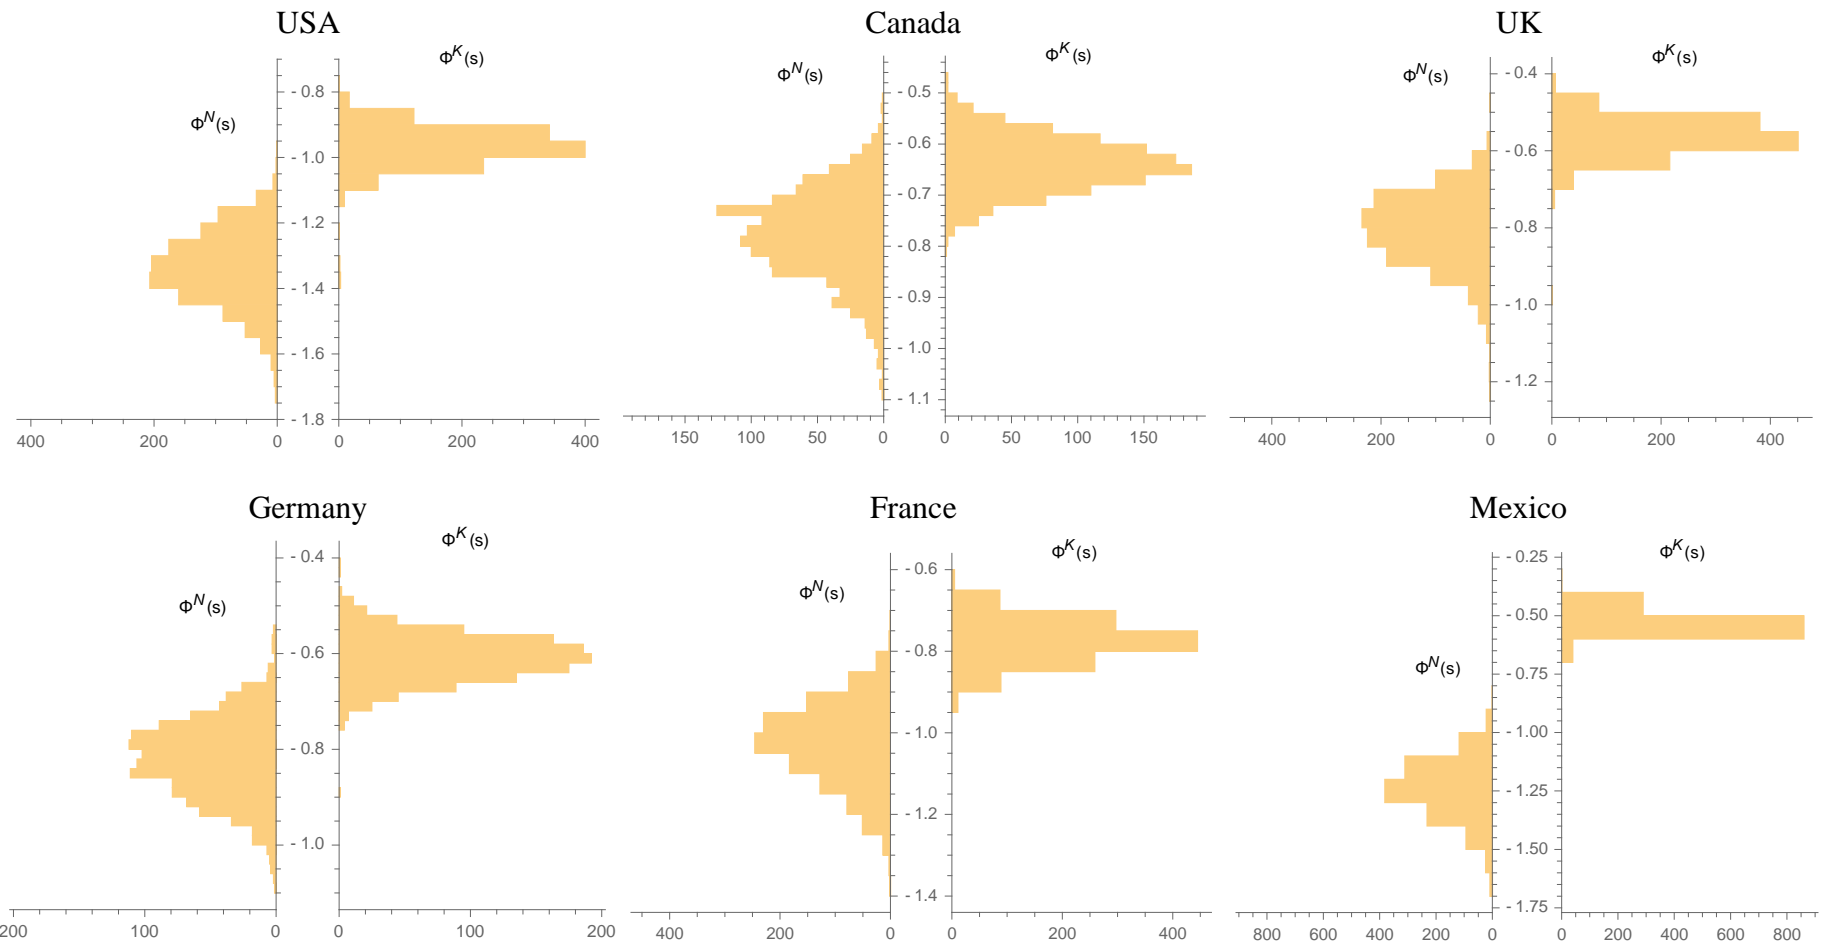 USA
Φ^N(s)
Φ^K(s)
- 0.8
- 1.0
- 1.2
- 1.4
- 1.6
- 1.8
400 200 0
0 200 400
Canada
Φ^N(s)
Φ^K(s)
- 0.5
- 0.6
- 0.7
- 0.8
- 0.9
- 1.0
- 1.1
150 100 50 0
0 50 100 150
UK
Φ^N(s)
Φ^K(s)
- 0.4
- 0.6
- 0.8
- 1.0
- 1.2
400 200 0
0 200 400
Germany
Φ^N(s)
Φ^K(s)
- 0.4
- 0.6
- 0.8
- 1.0
200 100 0
0 100 200
France
Φ^N(s)
Φ^K(s)
- 0.6
- 0.8
- 1.0
- 1.2
- 1.4
400 200 0
0 200 400
Mexico
Φ^N(s)
Φ^K(s)
- 0.25
- 0.50
- 0.75
- 1.00
- 1.25
- 1.50
- 1.75
800 600 400 200 0
0 200 400 600 800